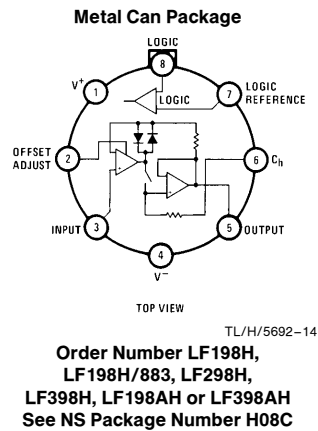 Metal Can Package
LOGIC
8
V+
1
LOGIC
7
LOGIC
REFERENCE
OFFSET
ADJUST
2
6
Ch
INPUT
3
5
OUTPUT
4
V−
TOP VIEW
TL/H/5692–14
Order Number LF198H,
LF198H/883, LF298H,
LF398H, LF198AH or LF398AH
See NS Package Number H08C